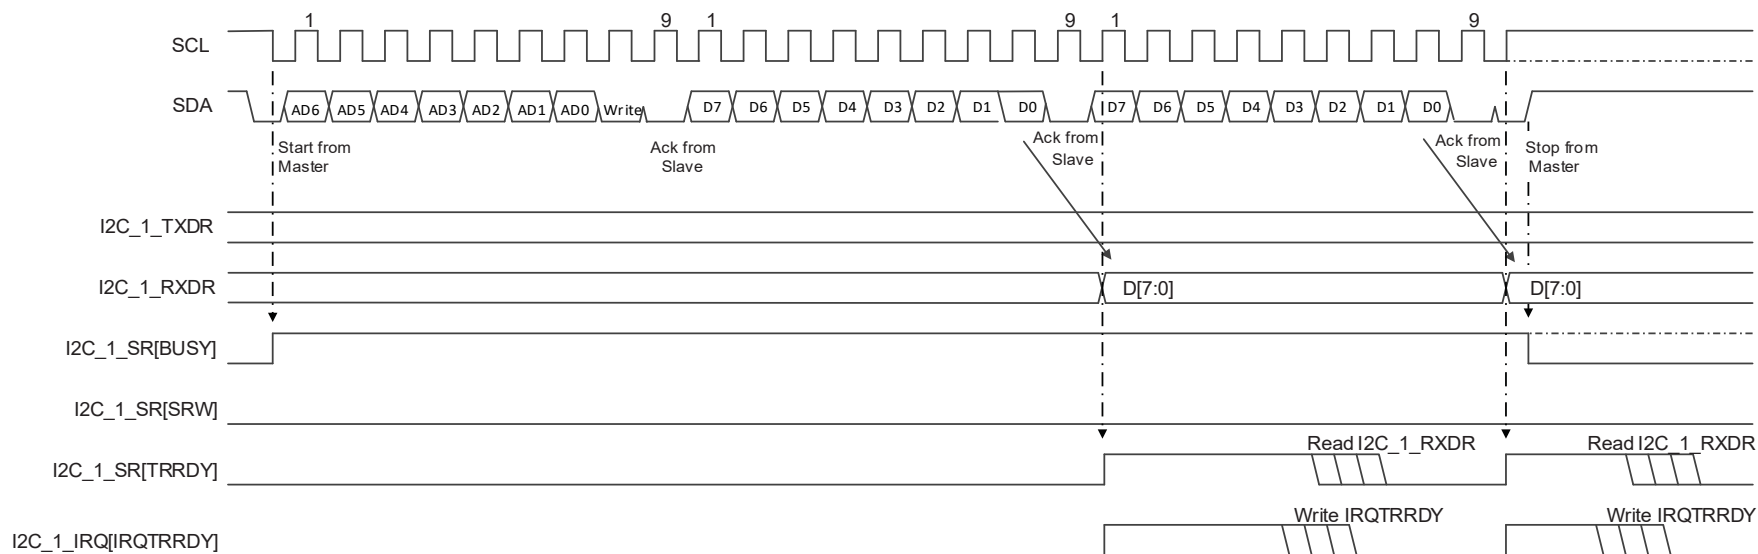 1 9 1 9 1 9
SCL
SDA AD6 AD5 AD4 AD3 AD2 AD1 AD0 Write D7 D6 D5 D4 D3 D2 D1 D0 D7 D6 D5 D4 D3 D2 D1 D0
Start from
Master
Ack from
Slave
Ack from
Slave
Ack from
Slave
Stop from
Master
I2C_1_TXDR
I2C_1_RXDR D[7:0] D[7:0]
I2C_1_SR[BUSY]
I2C_1_SR[SRW]
Read I2C_1_RXDR Read I2C_1_RXDR
I2C_1_SR[TRRDY]
Write IRQTRRDY Write IRQTRRDY
I2C_1_IRQ[IRQTRRDY]